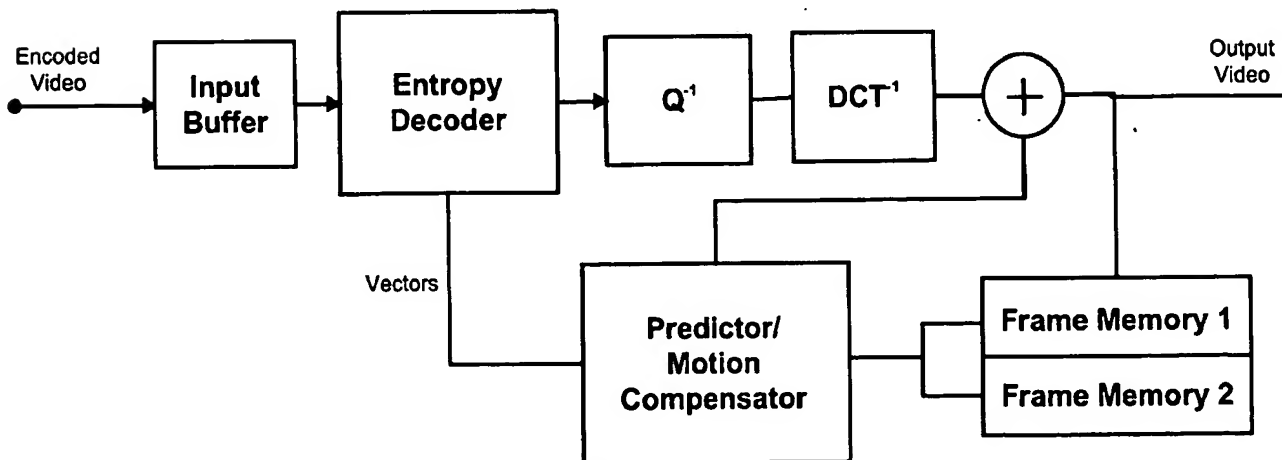 Encoded
Video
Input
Buffer
Entropy
Decoder
Q⁻¹
DCT⁻¹
+
Output
Video
Vectors
Predictor/
Motion
Compensator
Frame Memory 1
Frame Memory 2